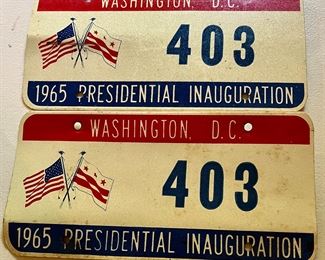 WASHINGTON, D.C.
403
1965 PRESIDENTIAL INAUGURATION
WASHINGTON, D.C.
403
1965 PRESIDENTIAL INAUGURATION